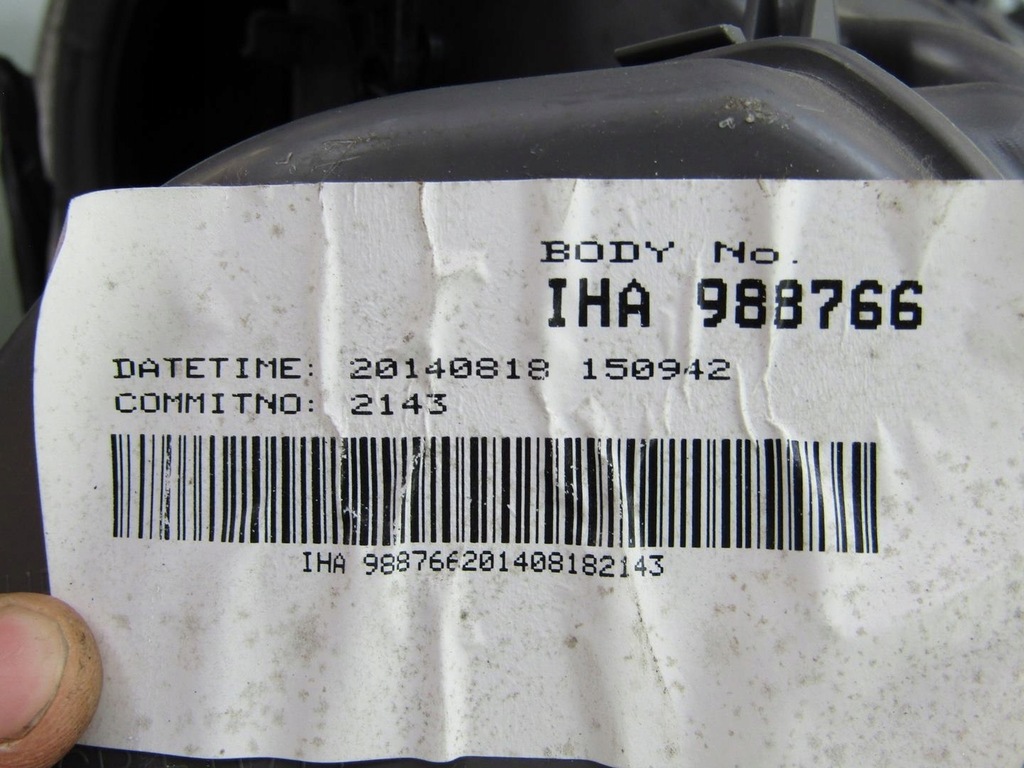 BODY No.
IHA 988766
DATETIME: 20140818 150942
COMMITNO: 2143
IHA 988766201408182143